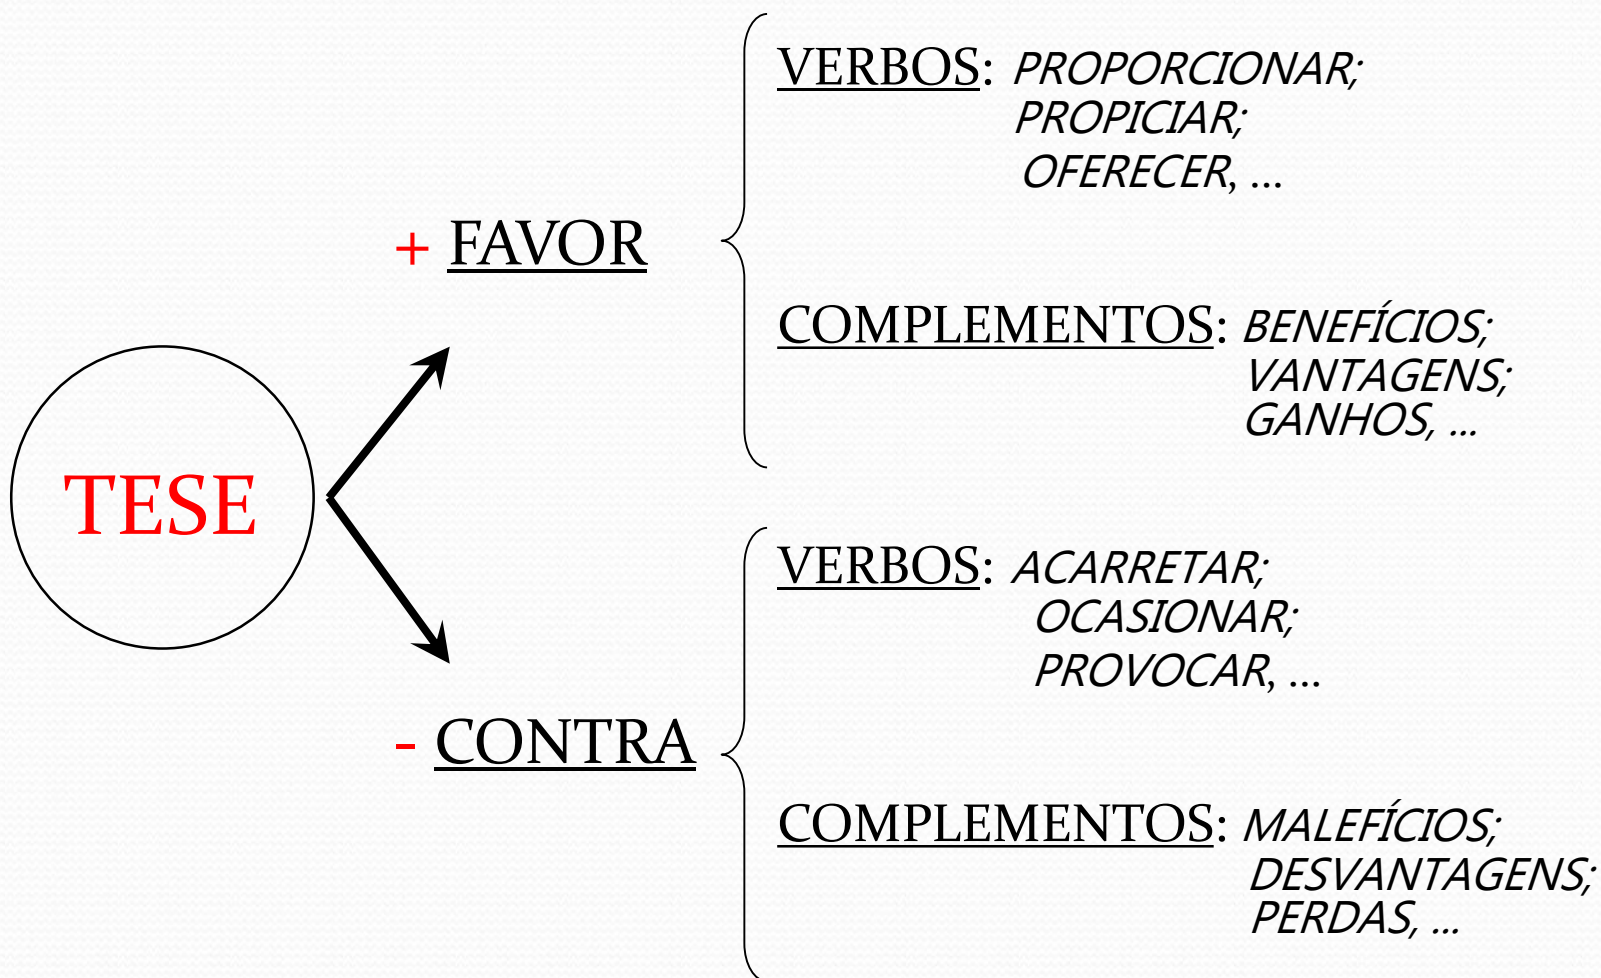 TESE
+ FAVOR
VERBOS: PROPORCIONAR;
PROPICIAR;
OFERECER, ...
COMPLEMENTOS: BENEFÍCIOS;
VANTAGENS;
GANHOS, ...
- CONTRA
VERBOS: ACARRETAR;
OCASIONAR;
PROVOCAR, ...
COMPLEMENTOS: MALEFÍCIOS;
DESVANTAGENS;
PERDAS, ...